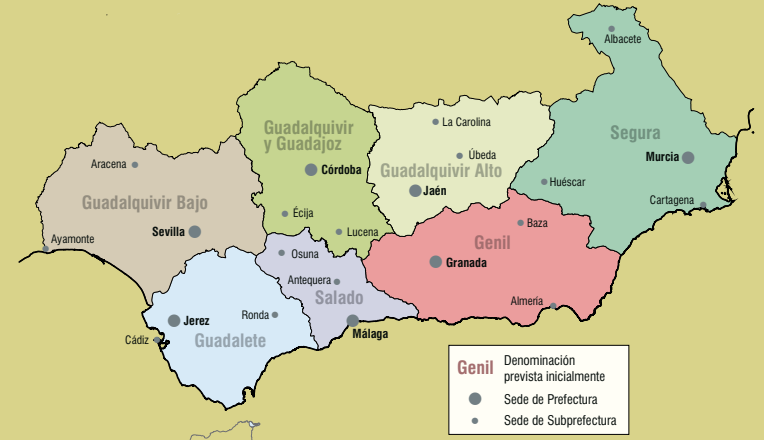 Albacete
La Carolina
Guadalquivir
y Guadajoz
Segura
Úbeda
Murcia
Aracena
Córdoba
Guadalquivir Alto
Huéscar
Jaén
Guadalquivir Bajo
Cartagena
Écija
Baza
Sevilla
Lucena
Ayamonte
Genil
Osuna
Granada
Antequera
Salado
Almería
Jerez
Ronda
Cádiz
Guadalete
Málaga
Genil
Denominación
prevista inicialmente
Sede de Prefectura
Sede de Subprefectura